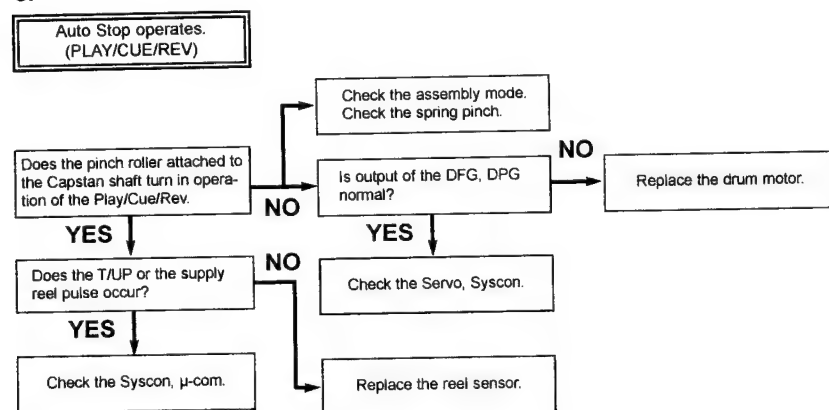 Auto Stop operates.
(PLAY/CUE/REV)
Check the assembly mode.
Check the spring pinch.
Does the pinch roller attached to
the Capstan shaft turn in opera-
tion of the Play/Cue/Rev.
NO
Is output of the DFG, DPG
normal?
NO
Replace the drum motor.
YES
YES
Does the T/UP or the supply
reel pulse occur?
NO
Check the Servo, Syscon.
YES
Check the Syscon, μ-com.
Replace the reel sensor.